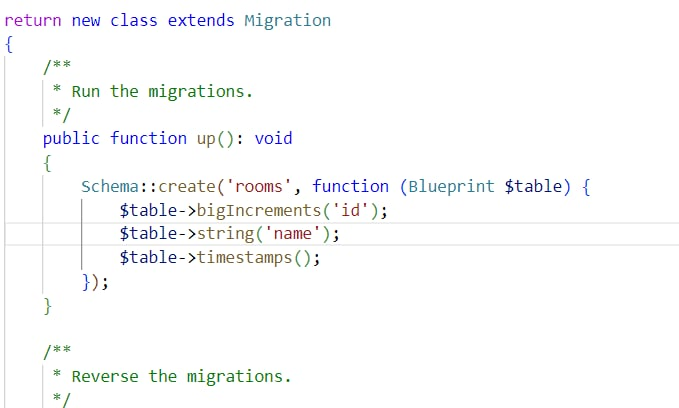 return new class extends Migration
{
    /**
     * Run the migrations.
     */
    public function up(): void
    {
        Schema::create('rooms', function (Blueprint $table) {
            $table->bigIncrements('id');
            $table->string('name');
            $table->timestamps();
        });
    }

    /**
     * Reverse the migrations.
     */